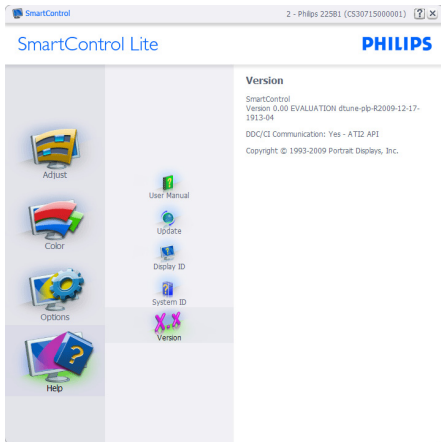 SmartControl
2 - Philips 225B1 (CS30715000001)
SmartControl Lite
PHILIPS
Version
SmartControl
Version 0.00 EVALUATION dtune-plp-R2009-12-17-
1913-04
DDC/CI Communication: Yes - ATI2 API
Copyright © 1993-2009 Portrait Displays, Inc.
Adjust
Color
Options
Help
User Manual
Update
Display ID
System ID
X.X
Version